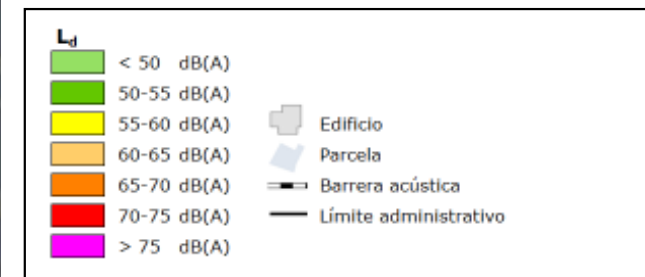 Ld
< 50 dB(A)
50-55 dB(A)
55-60 dB(A)
60-65 dB(A)
65-70 dB(A)
70-75 dB(A)
> 75 dB(A)
Edificio
Parcela
Barrera acústica
Límite administrativo